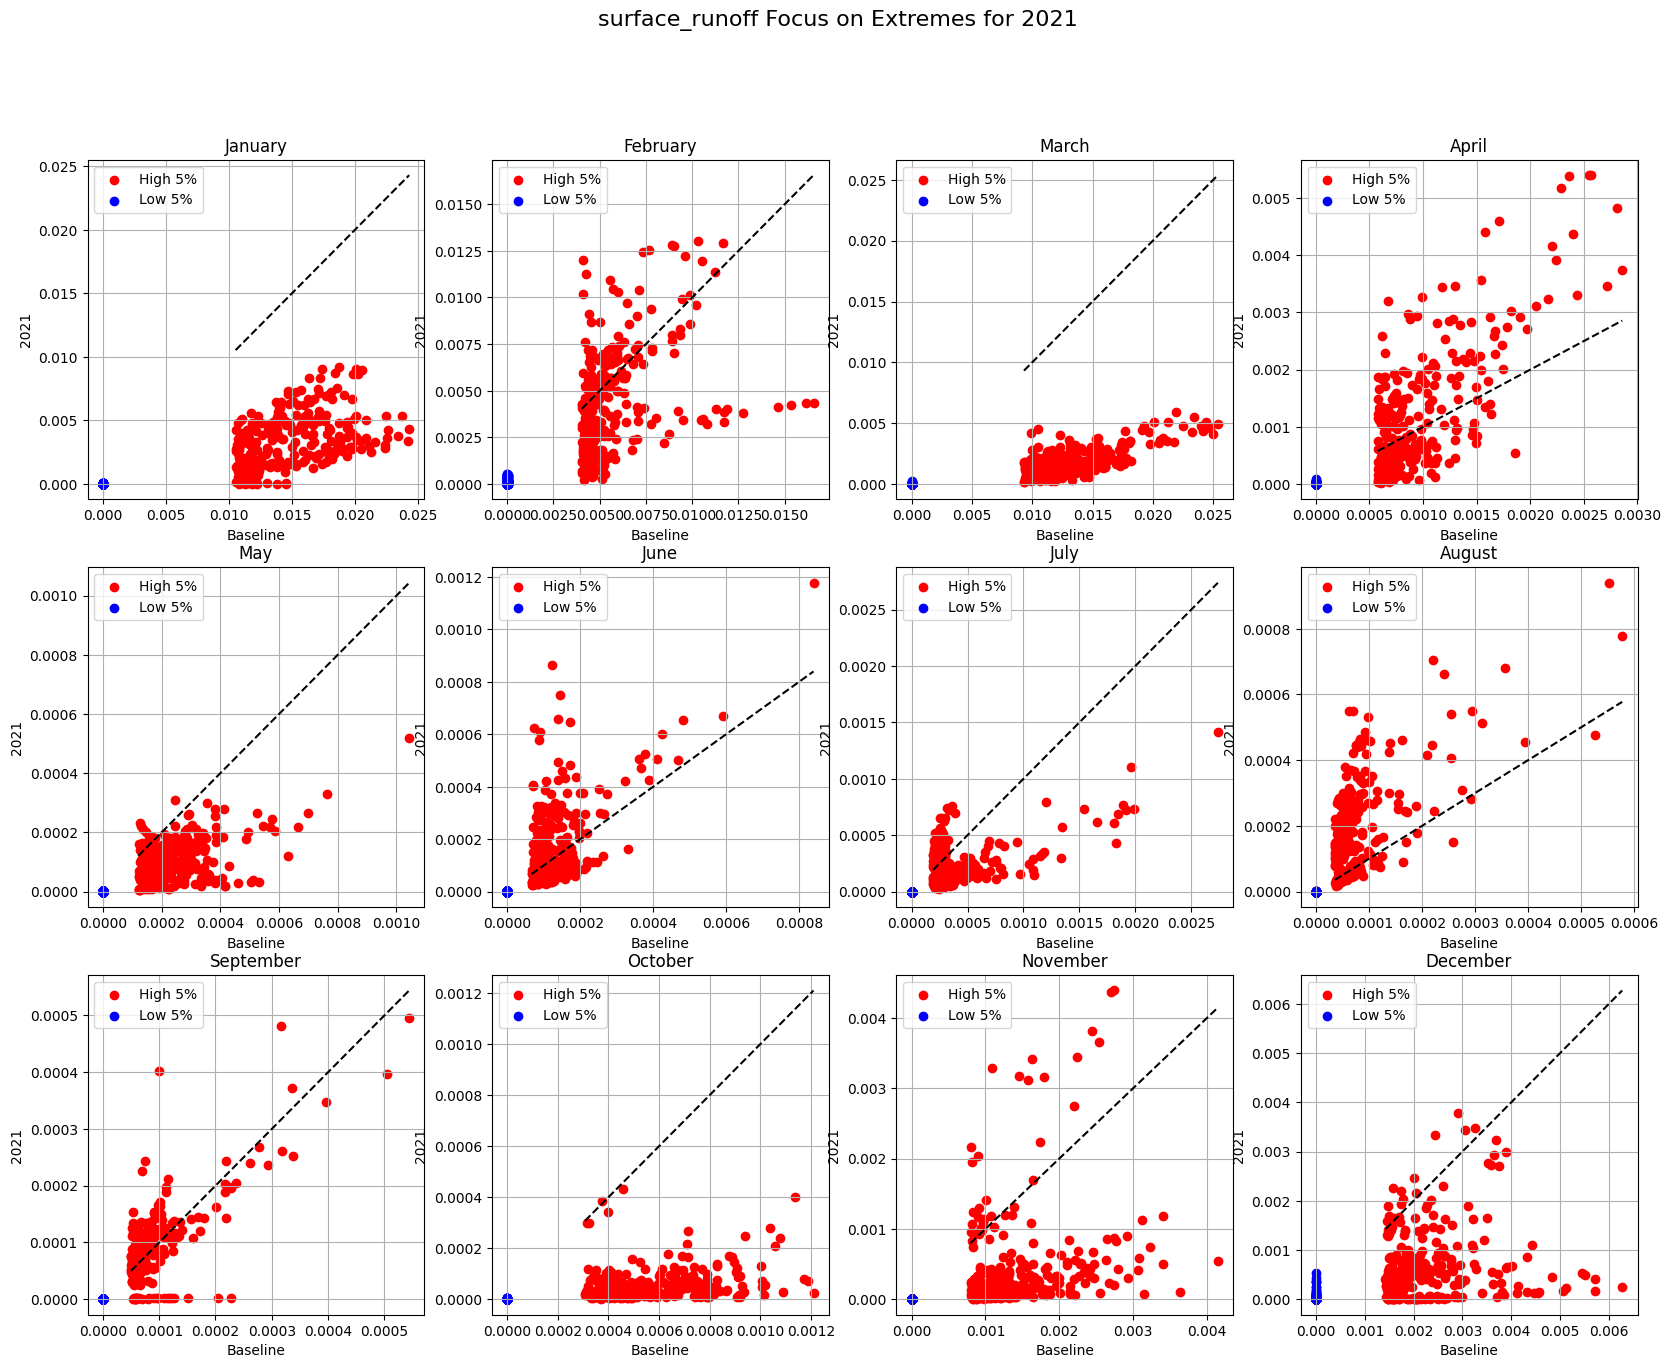 surface_runoff Focus on Extremes for 2021
January
High 5%
Low 5%
0.025
0.020
0.015
0.010
0.005
0.000
2021
0.000 0.005 0.010 0.015 0.020 0.025
Baseline
February
High 5%
Low 5%
0.0150
0.0125
0.0100
0.0075
0.0050
0.0025
0.0000
2021
0.0000 0.0025 0.0050 0.0075 0.0100 0.0125 0.0150
Baseline
March
High 5%
Low 5%
0.025
0.020
0.015
0.010
0.005
0.000
2021
0.000 0.005 0.010 0.015 0.020 0.025
Baseline
April
High 5%
Low 5%
0.005
0.004
0.003
0.002
0.001
0.000
2021
0.0000 0.0005 0.0010 0.0015 0.0020 0.0025 0.0030
Baseline
May
High 5%
Low 5%
0.0010
0.0008
0.0006
0.0004
0.0002
0.0000
2021
0.0000 0.0002 0.0004 0.0006 0.0008 0.0010
Baseline
June
High 5%
Low 5%
0.0012
0.0010
0.0008
0.0006
0.0004
0.0002
0.0000
2021
0.0000 0.0002 0.0004 0.0006 0.0008
Baseline
July
High 5%
Low 5%
0.0025
0.0020
0.0015
0.0010
0.0005
0.0000
2021
0.0000 0.0005 0.0010 0.0015 0.0020 0.0025
Baseline
August
High 5%
Low 5%
0.0008
0.0006
0.0004
0.0002
0.0000
2021
0.0000 0.0001 0.0002 0.0003 0.0004 0.0005 0.0006
Baseline
September
High 5%
Low 5%
0.0005
0.0004
0.0003
0.0002
0.0001
0.0000
2021
0.0000 0.0001 0.0002 0.0003 0.0004 0.0005
Baseline
October
High 5%
Low 5%
0.0012
0.0010
0.0008
0.0006
0.0004
0.0002
0.0000
2021
0.0000 0.0002 0.0004 0.0006 0.0008 0.0010 0.0012
Baseline
November
High 5%
Low 5%
0.004
0.003
0.002
0.001
0.000
2021
0.000 0.001 0.002 0.003 0.004
Baseline
December
High 5%
Low 5%
0.006
0.005
0.004
0.003
0.002
0.001
0.000
2021
0.000 0.001 0.002 0.003 0.004 0.005 0.006
Baseline